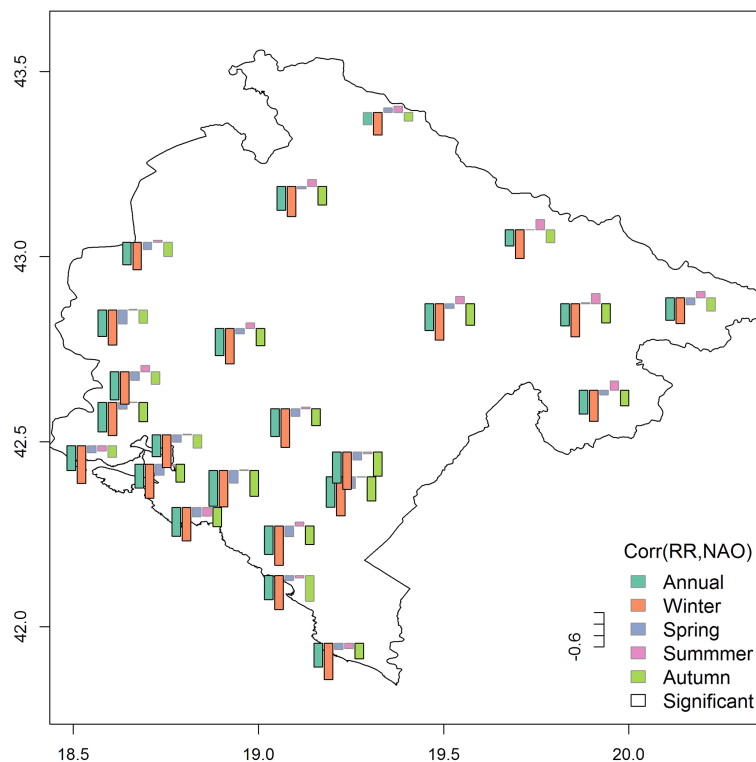 43.5
43.0
42.5
42.0
Corr(RR,NAO)
Annual
Winter
Spring
Summmer
Autumn
Significant
-0.6
18.5 19.0 19.5 20.0